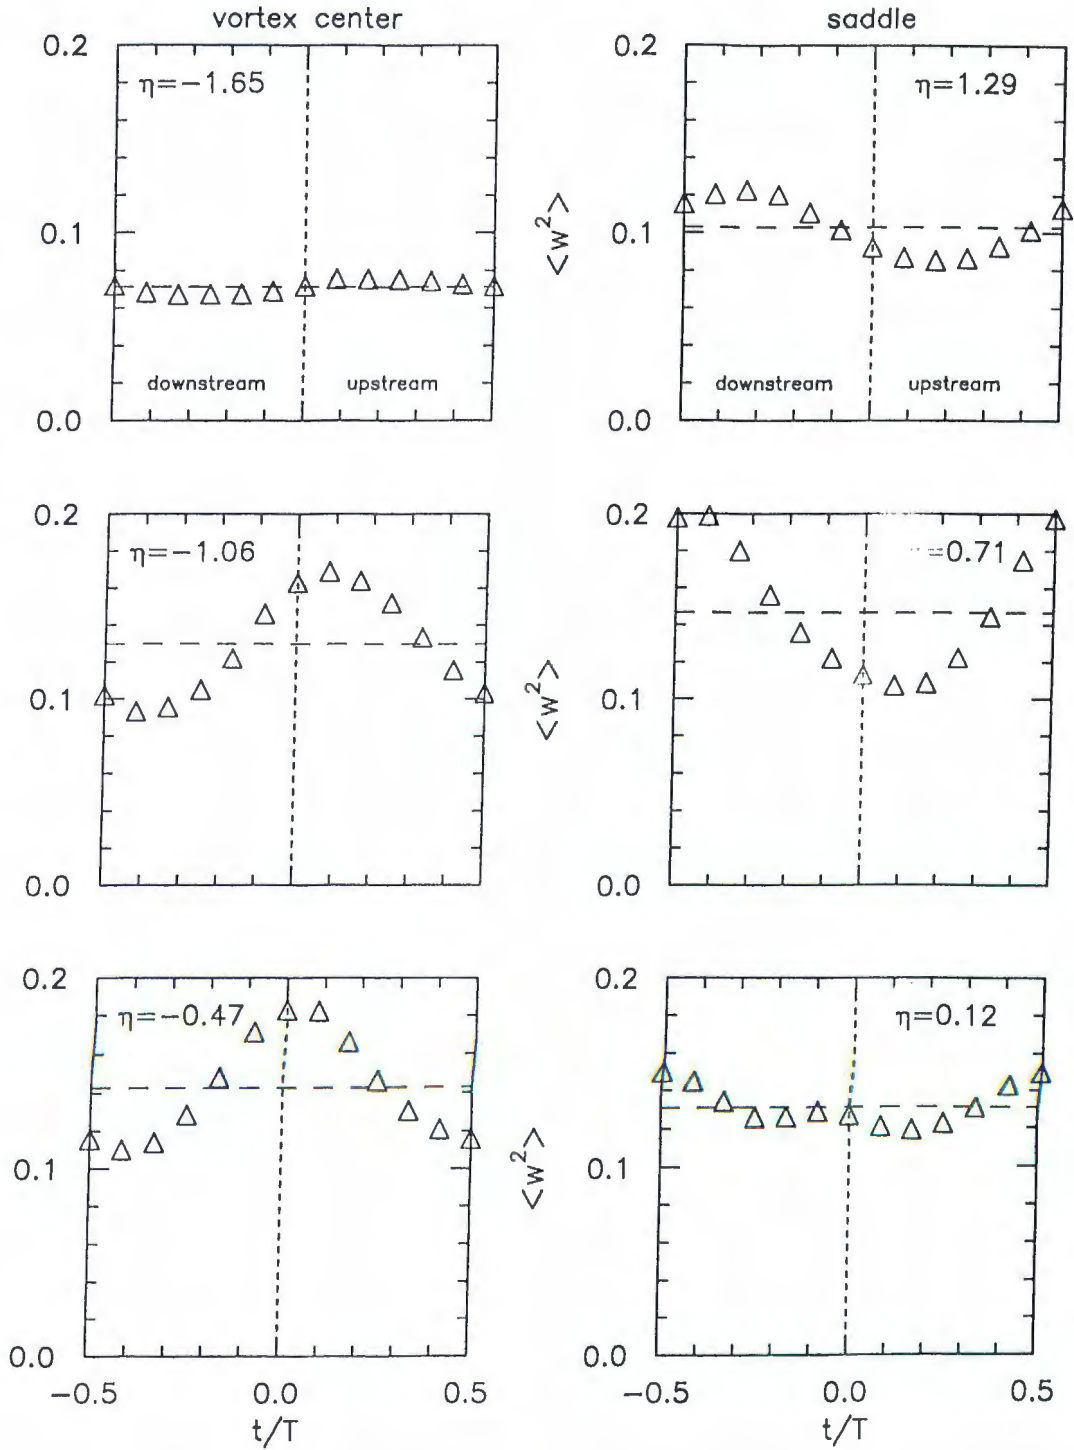 vortex center saddle
0.2 η=−1.65 0.2 η=1.29
0.1 <w²> 0.1
downstream upstream downstream upstream
0.0 0.0
0.2 η=−1.06 0.2 =0.71
0.1 <w²> 0.1
0.0 0.0
0.2 η=−0.47 0.2 η=0.12
0.1 <w²> 0.1
0.0 0.0
−0.5 0.0 0.5 −0.5 0.0 0.5
t/T t/T